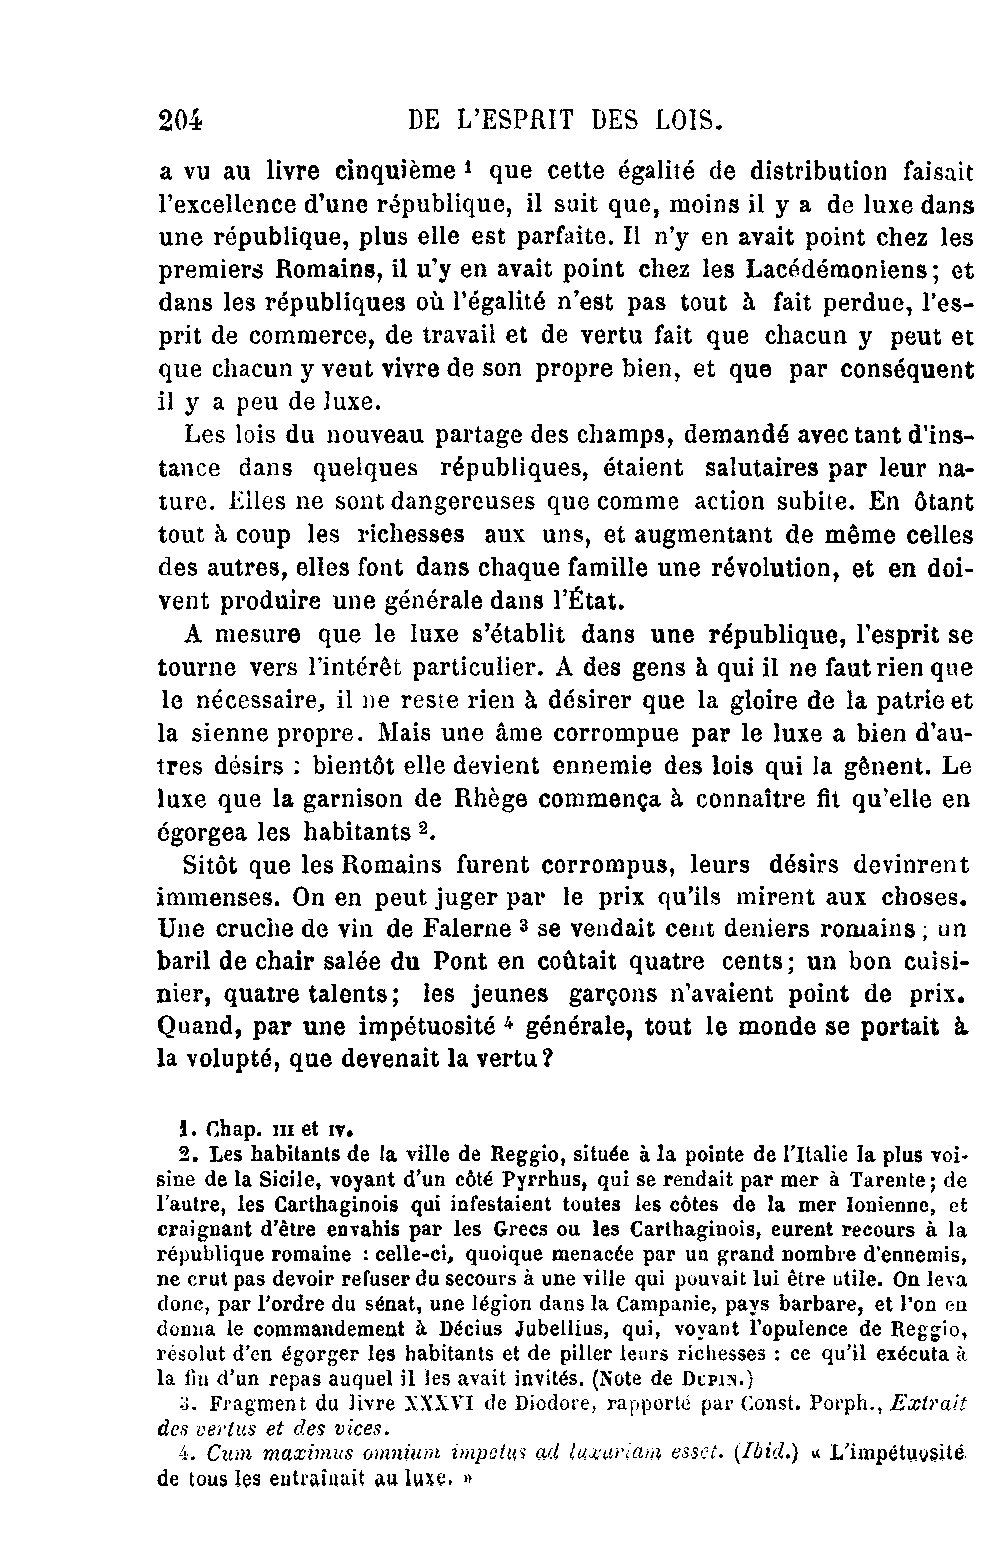 204 DE L'ESPRIT DES LOIS.
a vu au livre cinquième 1 que cette égalité de distribution faisait
l'excellence d'une république, il suit que, moins il y a de luxe dans
une république, plus elle est parfaite. Il n'y en avait point chez les
premiers Romains, il n'y en avait point chez les Lacédémoniens; et
dans les républiques où l'égalité n'est pas tout à fait perdue, l'es-
prit de commerce, de travail et de vertu fait que chacun y peut et
que chacun y veut vivre de son propre bien, et que par conséquent
il y a peu de luxe.
Les lois du nouveau partage des champs, demandé avec tant d'ins-
tance dans quelques républiques, étaient salutaires par leur na-
ture. Elles ne sont dangereuses que comme action subite. En ôtant
tout à coup les richesses aux uns, et augmentant de même celles
des autres, elles font dans chaque famille une révolution, et en doi-
vent produire une générale dans l'État.
A mesure que le luxe s'établit dans une république, l'esprit se
tourne vers l'intérêt particulier. A des gens à qui il ne faut rien que
le nécessaire, il ne reste rien à désirer que la gloire de la patrie et
la sienne propre. Mais une âme corrompue par le luxe a bien d'au-
tres désirs : bientôt elle devient ennemie des lois qui la gênent. Le
luxe que la garnison de Rhège commença à connaître fit qu'elle en
égorgea les habitants 2.
Sitôt que les Romains furent corrompus, leurs désirs devinrent
immenses. On en peut juger par le prix qu'ils mirent aux choses.
Une cruche de vin de Falerne 3 se vendait cent deniers romains; un
baril de chair salée du Pont en coûtait quatre cents; un bon cuisi-
nier, quatre talents; les jeunes garçons n'avaient point de prix.
Quand, par une impétuosité 4 générale, tout le monde se portait à
la volupté, que devenait la vertu?
1. Chap. III et IV.
2. Les habitants de la ville de Reggio, située à la pointe de l'Italie la plus voi-
sine de la Sicile, voyant d'un côté Pyrrhus, qui se rendait par mer à Tarente; de
l'autre, les Carthaginois qui infestaient toutes les côtes de la mer Ionienne, et
craignant d'être envahis par les Grecs ou les Carthaginois, eurent recours à la
république romaine : celle-ci, quoique menacée par un grand nombre d'ennemis,
ne crut pas devoir refuser du secours à une ville qui pouvait lui être utile. On leva
donc, par l'ordre du sénat, une légion dans la Campanie, pays barbare, et l'on en
donna le commandement à Décius Jubellius, qui, voyant l'opulence de Reggio,
résolut d'en égorger les habitants et de piller leurs richesses : ce qu'il exécuta à
la fin d'un repas auquel il les avait invités. (Note de DUPIN.)
3. Fragment du livre XXXVI de Diodore, rapporté par Const. Porph., Extrait
des vertus et des vices.
4. Cum maximus omnium impetus ad luxuriam esset. (Ibid.) « L'impétuosité
de tous les entraînait au luxe. »